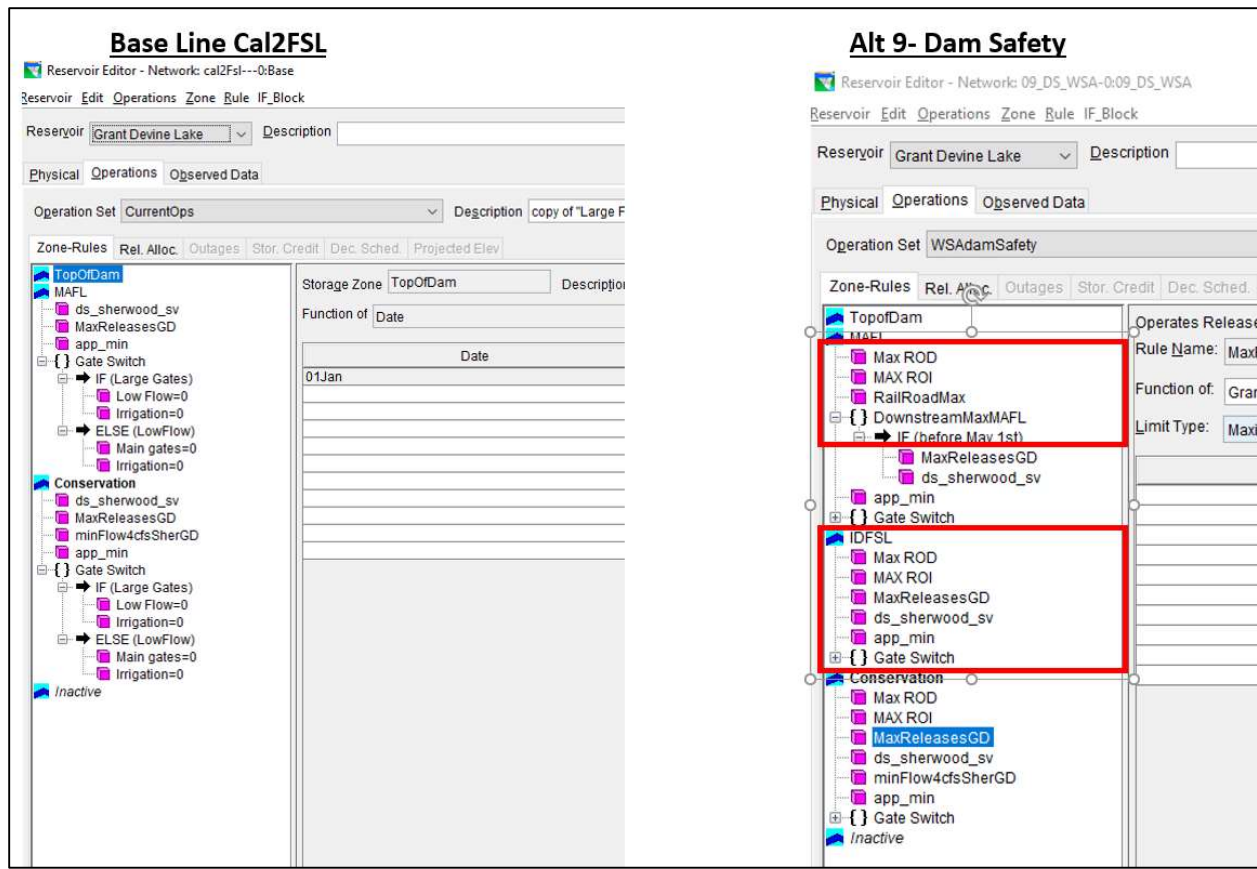 Base Line Cal2FSL
Reservoir Editor - Network: cal2Fsl---0:Base
Reservoir Edit Operations Zone Rule IF_Block
Reservoir Grant Devine Lake Description
Physical Operations Observed Data
Operation Set CurrentOps Description copy of "Large F
Zone-Rules Rel. Alloc. Outages Stor. Credit Dec. Sched. Projected Elev
TopOfDam
MAFL
ds_sherwood_sv
MaxReleasesGD
app_min
{ } Gate Switch
IF (Large Gates)
Low Flow=0
Irrigation=0
ELSE (LowFlow)
Main gates=0
Irrigation=0
Conservation
ds_sherwood_sv
MaxReleasesGD
minFlow4cfsSherGD
app_min
{ } Gate Switch
IF (Large Gates)
Low Flow=0
Irrigation=0
ELSE (LowFlow)
Main gates=0
Irrigation=0
Inactive
Storage Zone TopOfDam Description
Function of Date
Date
01Jan
Alt 9- Dam Safety
Reservoir Editor - Network: 09_DS_WSA-0:09_DS_WSA
Reservoir Edit Operations Zone Rule IF_Block
Reservoir Grant Devine Lake Description
Physical Operations Observed Data
Operation Set WSAdamSafety
Zone-Rules Rel. Alloc. Outages Stor. Credit Dec. Sched.
TopofDam
MAFL
Max ROD
MAX ROI
RailRoadMax
{ } DownstreamMaxMAFL
IF (before May 1st)
MaxReleasesGD
ds_sherwood_sv
app_min
{ } Gate Switch
IDFSL
Max ROD
MAX ROI
MaxReleasesGD
ds_sherwood_sv
app_min
{ } Gate Switch
Conservation
Max ROD
MAX ROI
MaxReleasesGD
ds_sherwood_sv
minFlow4cfsSherGD
app_min
{ } Gate Switch
Inactive
Operates Release
Rule Name: MaxR
Function of: Gran
Limit Type: Maxi